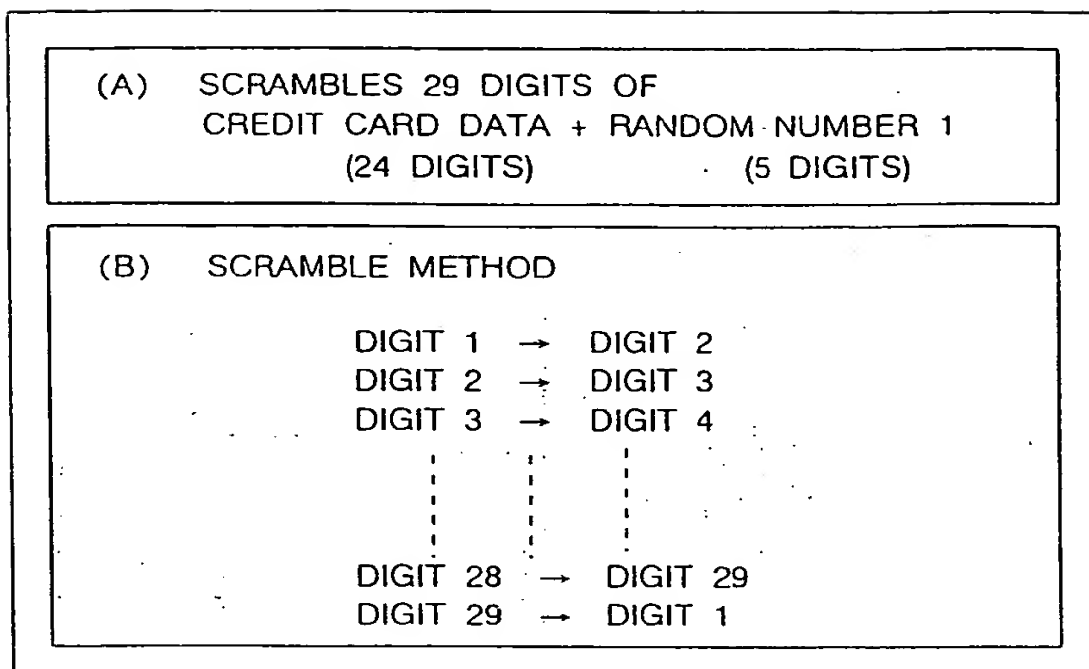 (A) SCRAMBLES 29 DIGITS OF
CREDIT CARD DATA + RANDOM NUMBER 1
(24 DIGITS) (5 DIGITS)
(B) SCRAMBLE METHOD
DIGIT 1 → DIGIT 2
DIGIT 2 → DIGIT 3
DIGIT 3 → DIGIT 4
DIGIT 28 → DIGIT 29
DIGIT 29 → DIGIT 1